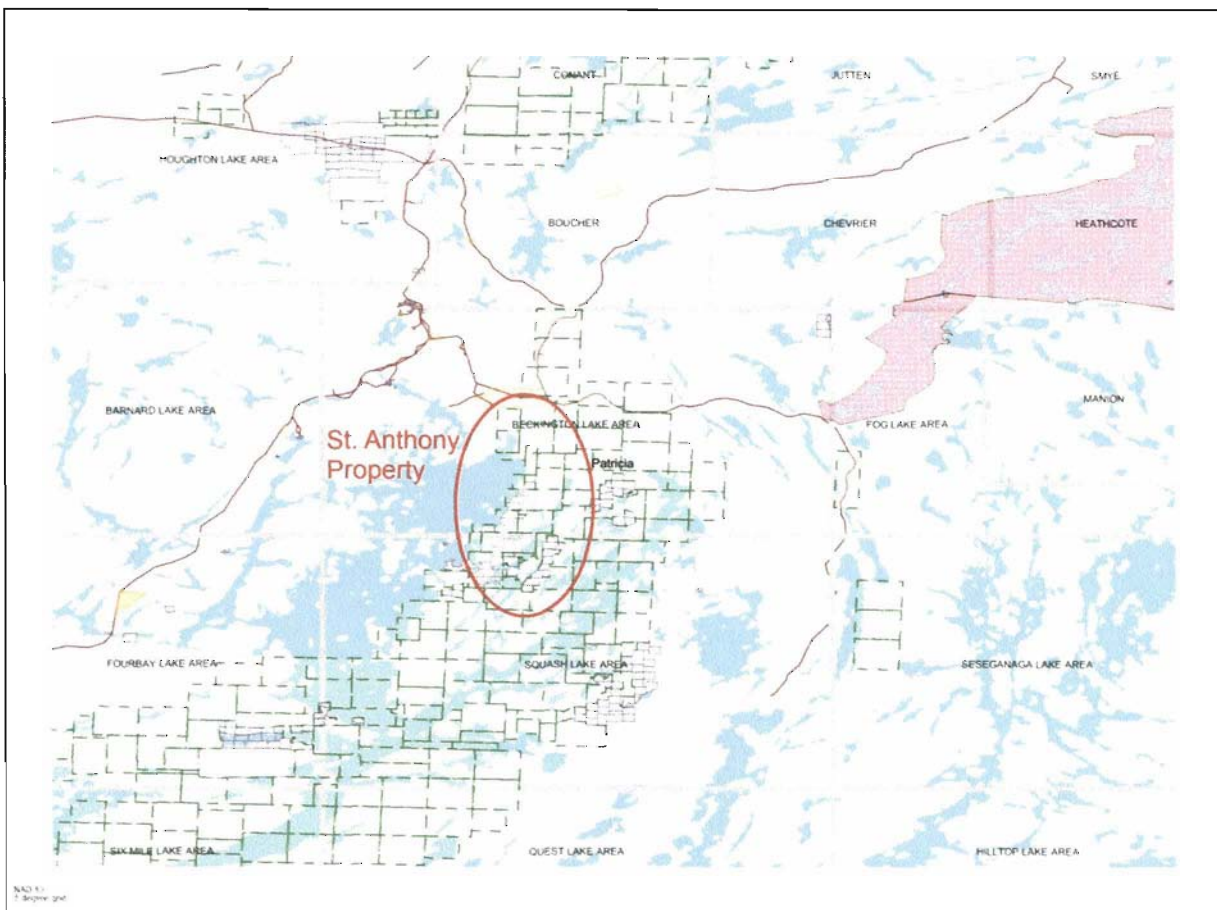 CONANT
JUTTEN
SMYE
HOUGHTON LAKE AREA
BOUCHER
CHEVRIER
HEATHCOTE
BARNARD LAKE AREA
BECKINGTON LAKE AREA
FOG LAKE AREA
MANION
St. Anthony
Property
Patricia
FOURBAY LAKE AREA
SQUASH LAKE AREA
SESEGANAGA LAKE AREA
SIX MILE LAKE AREA
QUEST LAKE AREA
HILLTOP LAKE AREA
NAD
grid